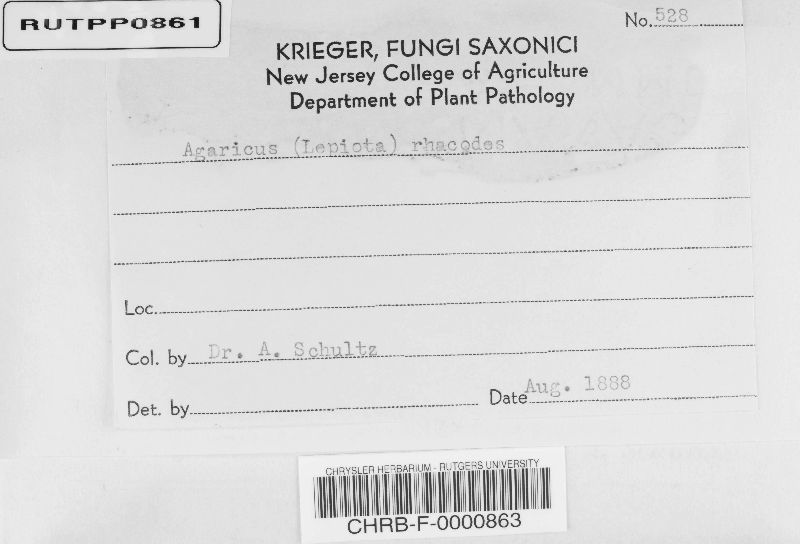 RUTPP0861
No. 528
KRIEGER, FUNGI SAXONICI
New Jersey College of Agriculture
Department of Plant Pathology
Agaricus (Lepiota) rhacodes
Loc.
Col. by Dr. A. Schultz
Det. by
Date Aug. 1888
CHRYSLER HERBARIUM - RUTGERS UNIVERSITY
CHRB-F-0000863